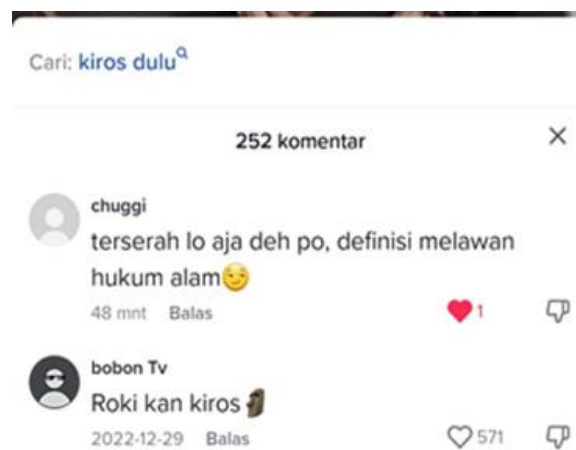 Cari: kiros dulu
252 komentar
chuggi
terserah lo aja deh po, definisi melawan
hukum alam😏
48 mnt Balas 1
bobon Tv
Roki kan kiros🗿
2022-12-29 Balas 571